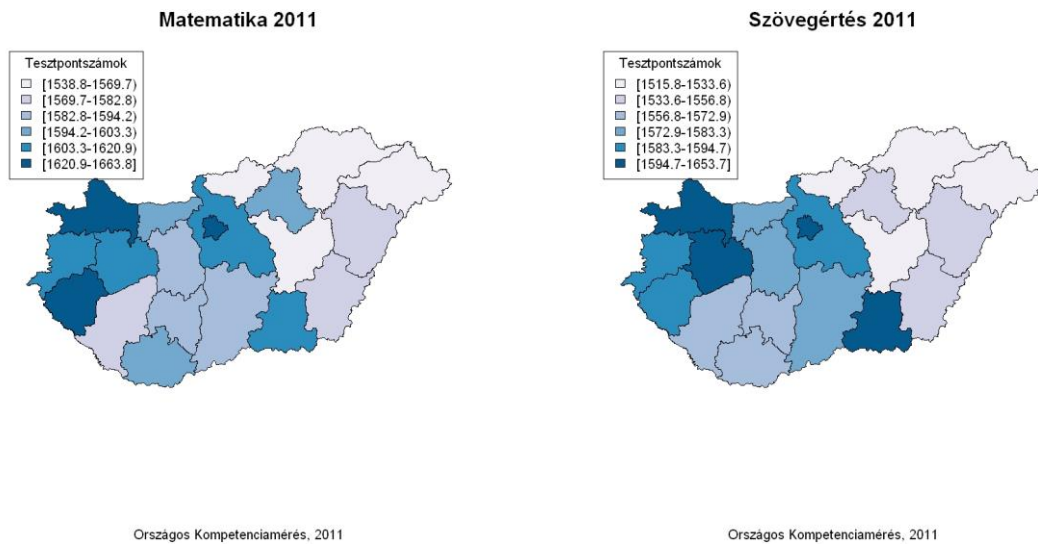 Matematika 2011
Tesztpontszámok
[1538.8-1569.7)
[1569.7-1582.8)
[1582.8-1594.2)
[1594.2-1603.3)
[1603.3-1620.9)
[1620.9-1663.8]
Országos Kompetenciamérés, 2011
Szövegértés 2011
Tesztpontszámok
[1515.8-1533.6)
[1533.6-1556.8)
[1556.8-1572.9)
[1572.9-1583.3)
[1583.3-1594.7)
[1594.7-1653.7]
Országos Kompetenciamérés, 2011